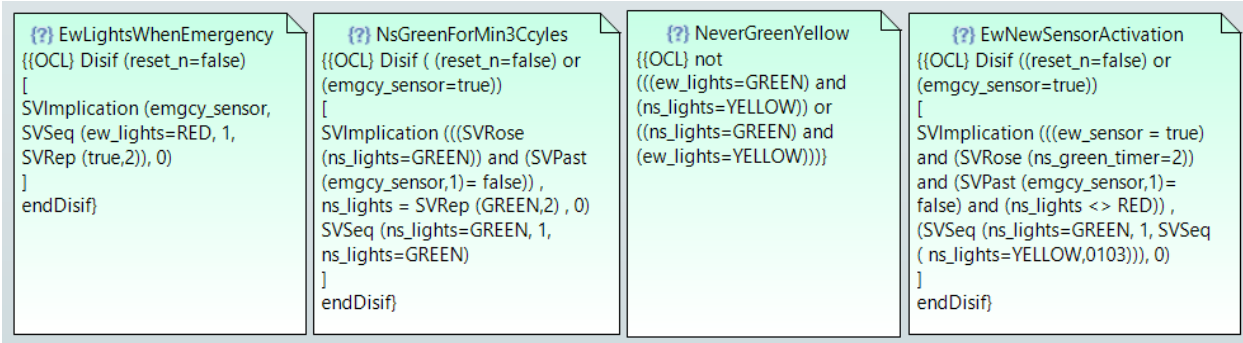 {?} EwLightsWhenEmergency
{{OCL} Disif (reset_n=false)
[
SVImplication (emgcy_sensor,
SVSeq (ew_lights=RED, 1,
SVRep (true,2)), 0)
]
endDisif}
{?} NsGreenForMin3Ccyles
{{OCL} Disif ( (reset_n=false) or
(emgcy_sensor=true))
[
SVImplication (((SVRose
(ns_lights=GREEN)) and (SVPast
(emgcy_sensor,1)= false)) ,
ns_lights = SVRep (GREEN,2) , 0)
SVSeq (ns_lights=GREEN, 1,
ns_lights=GREEN)
]
endDisif}
{?} NeverGreenYellow
{{OCL} not
(((ew_lights=GREEN) and
(ns_lights=YELLOW)) or
((ns_lights=GREEN) and
(ew_lights=YELLOW)))}
{?} EwNewSensorActivation
{{OCL} Disif ((reset_n=false) or
(emgcy_sensor=true))
[
SVImplication (((ew_sensor = true)
and (SVRose (ns_green_timer=2))
and (SVPast (emgcy_sensor,1)=
false) and (ns_lights <> RED)) ,
(SVSeq (ns_lights=GREEN, 1, SVSeq
( ns_lights=YELLOW,0103))), 0)
]
endDisif}